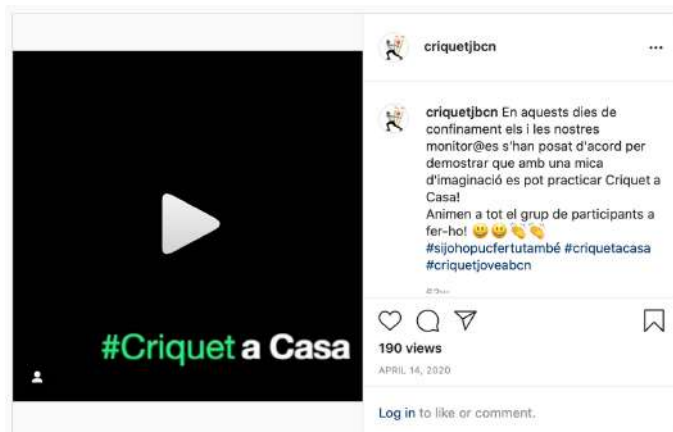 #Criquet a Casa
criquetjbcn
criquetjbcn En aquests dies de
confinament els i les nostres
monitor@es s'han posat d'acord per
demostrar que amb una mica
d'imaginació es pot practicar Criquet a
Casa!
Animen a tot el grup de participants a
fer-ho! 😃😃👏👏
#sijohopucfertutambé #criquetacasa
#criquetjoveabcn
190 views
APRIL 14, 2020
Log in to like or comment.